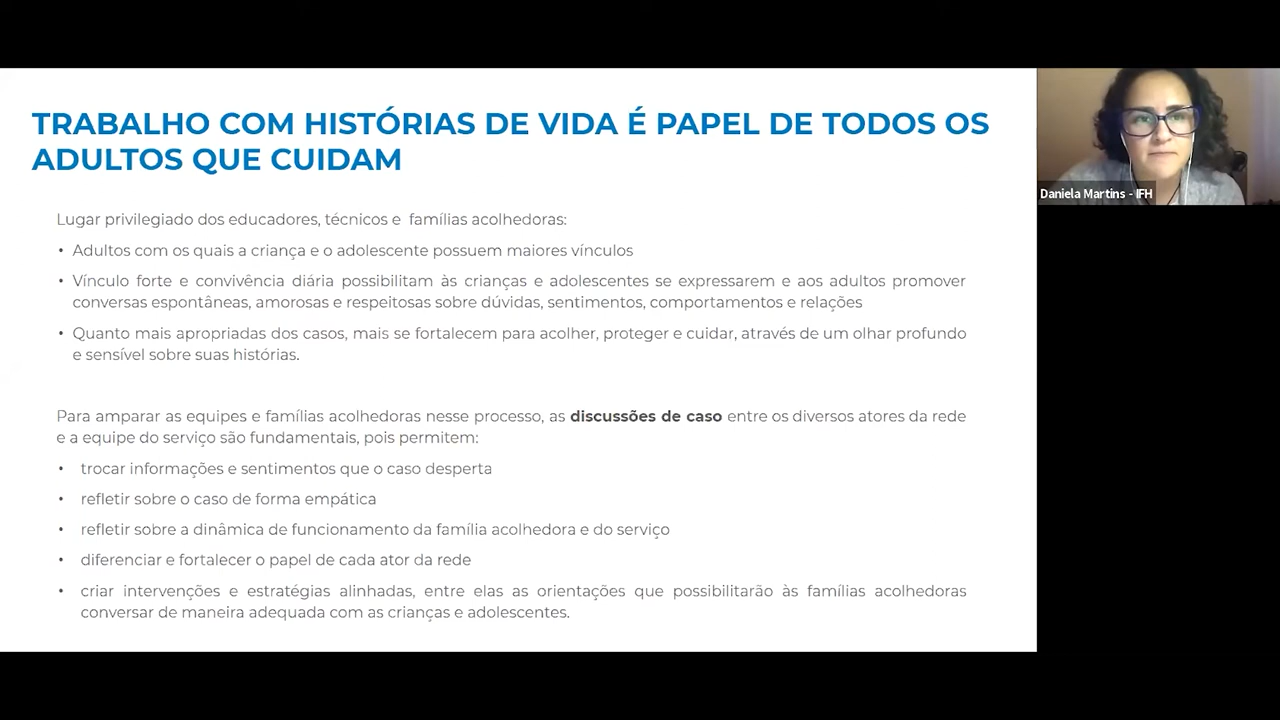 TRABALHO COM HISTÓRIAS DE VIDA É PAPEL DE TODOS OS
ADULTOS QUE CUIDAM
Lugar privilegiado dos educadores, técnicos e famílias acolhedoras:
• Adultos com os quais a criança e o adolescente possuem maiores vínculos
• Vínculo forte e convivência diária possibilitam às crianças e adolescentes se expressarem e aos adultos promover
conversas espontâneas, amorosas e respeitosas sobre dúvidas, sentimentos, comportamentos e relações
• Quanto mais apropriadas dos casos, mais se fortalecem para acolher, proteger e cuidar, através de um olhar profundo
e sensível sobre suas histórias.
Para amparar as equipes e famílias acolhedoras nesse processo, as discussões de caso entre os diversos atores da rede
e a equipe do serviço são fundamentais, pois permitem:
• trocar informações e sentimentos que o caso desperta
• refletir sobre o caso de forma empática
• refletir sobre a dinâmica de funcionamento da família acolhedora e do serviço
• diferenciar e fortalecer o papel de cada ator da rede
• criar intervenções e estratégias alinhadas, entre elas as orientações que possibilitarão às famílias acolhedoras
conversar de maneira adequada com as crianças e adolescentes.
Daniela Martins - IFH